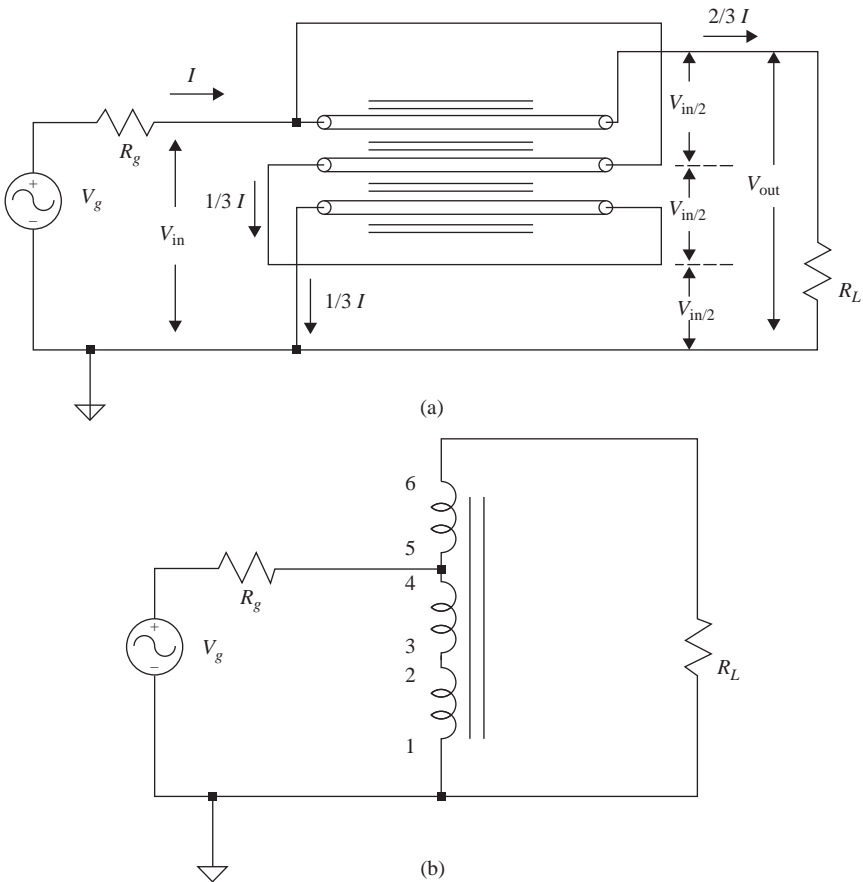 2/3 I
I
V_in/2
R_g
+
V_g
−
1/3 I
V_in
V_in/2
V_out
1/3 I
V_in/2
R_L
(a)
6
5
4
R_g
+
V_g
−
3
2
R_L
1
(b)